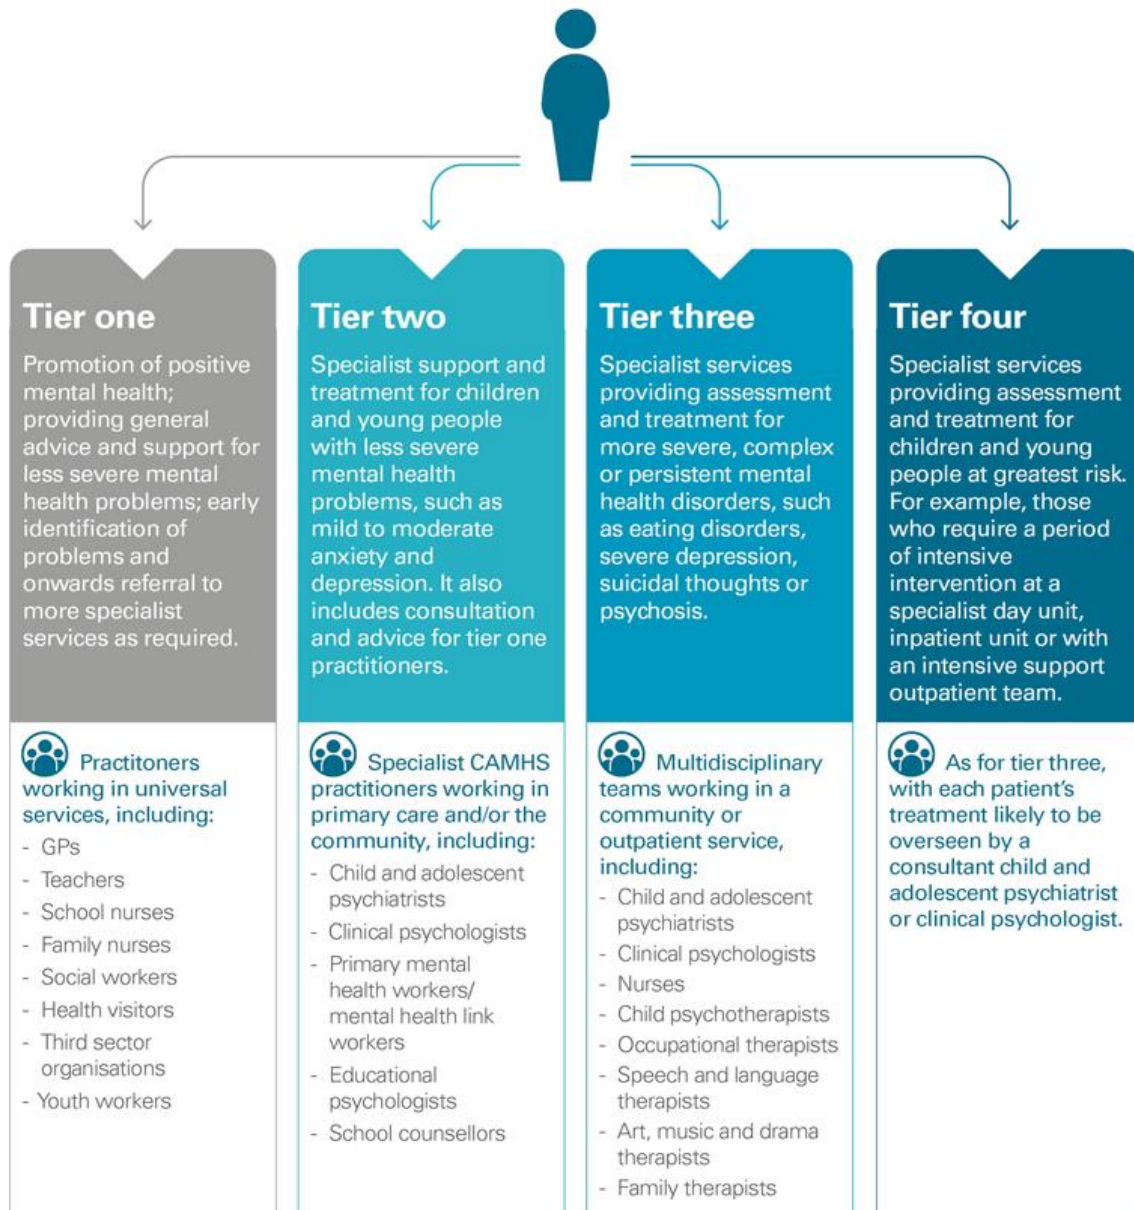 Tier one
Promotion of positive
mental health;
providing general
advice and support for
less severe mental
health problems; early
identification of
problems and
onwards referral to
more specialist
services as required.
Practitoners
working in universal
services, including:
- GPs
- Teachers
- School nurses
- Family nurses
- Social workers
- Health visitors
- Third sector
organisations
- Youth workers
Tier two
Specialist support and
treatment for children
and young people
with less severe
mental health
problems, such as
mild to moderate
anxiety and
depression. It also
includes consultation
and advice for tier one
practitioners.
Specialist CAMHS
practitioners working in
primary care and/or the
community, including:
- Child and adolescent
psychiatrists
- Clinical psychologists
- Primary mental
health workers/
mental health link
workers
- Educational
psychologists
- School counsellors
Tier three
Specialist services
providing assessment
and treatment for
more severe, complex
or persistent mental
health disorders, such
as eating disorders,
severe depression,
suicidal thoughts or
psychosis.
Multidisciplinary
teams working in a
community or
outpatient service,
including:
- Child and adolescent
psychiatrists
- Clinical psychologists
- Nurses
- Child psychotherapists
- Occupational therapists
- Speech and language
therapists
- Art, music and drama
therapists
- Family therapists
Tier four
Specialist services
providing assessment
and treatment for
children and young
people at greatest risk.
For example, those
who require a period
of intensive
intervention at a
specialist day unit,
inpatient unit or with
an intensive support
outpatient team.
As for tier three,
with each patient's
treatment likely to be
overseen by a
consultant child and
adolescent psychiatrist
or clinical psychologist.